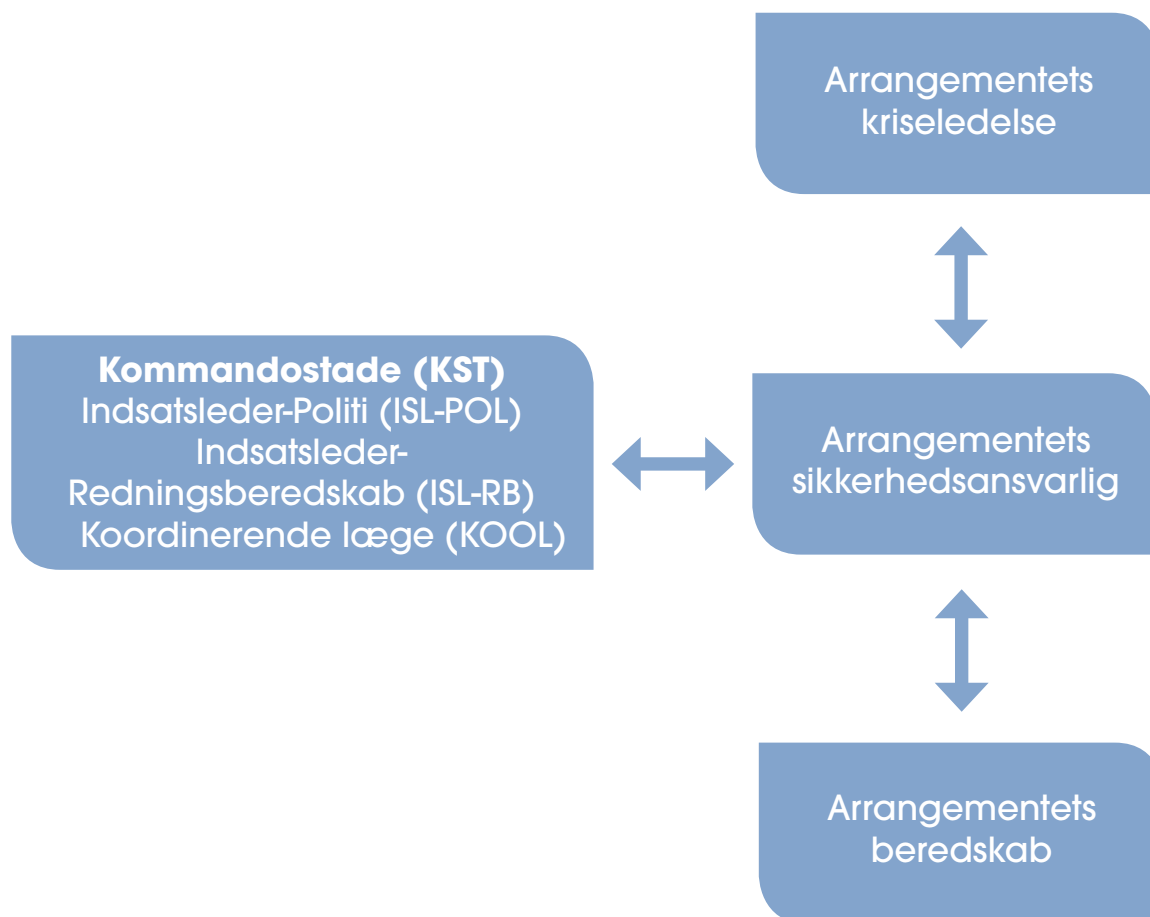 Arrangementets
kriseledelse
Kommandostade (KST)
Indsatsleder-Politi (ISL-POL)
Indsatsleder-
Redningsberedskab (ISL-RB)
Koordinerende læge (KOOL)
Arrangementets
sikkerhedsansvarlig
Arrangementets
beredskab